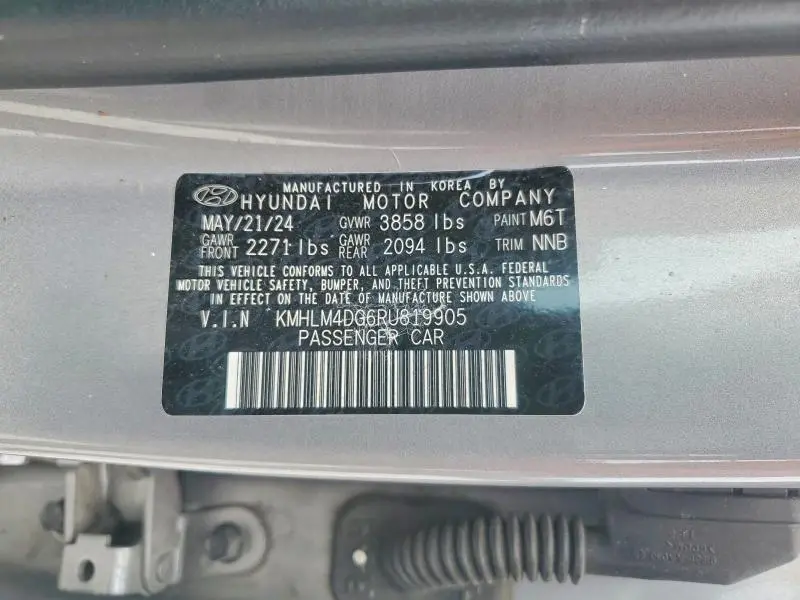 MANUFACTURED IN KOREA BY
HYUNDAI MOTOR COMPANY
MAY/21/24 GVWR 3858 lbs PAINT M6T
GAWR FRONT 2271 lbs GAWR REAR 2094 lbs TRIM NNB
THIS VEHICLE CONFORMS TO ALL APPLICABLE U.S.A. FEDERAL
MOTOR VEHICLE SAFETY, BUMPER, AND THEFT PREVENTION STANDARDS
IN EFFECT ON THE DATE OF MANUFACTURE SHOWN ABOVE
V.I.N KMHLM4DG6RU819905
PASSENGER CAR